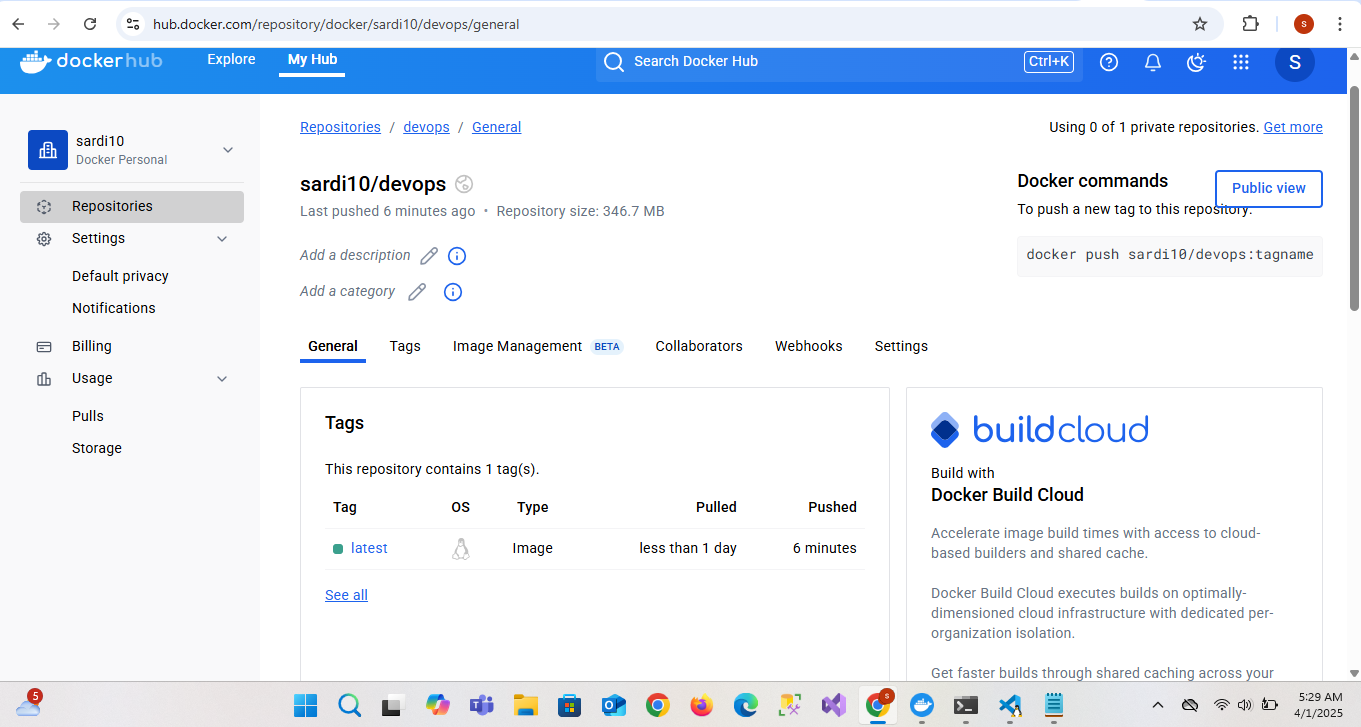 hub.docker.com/repository/docker/sardi10/devops/general
S
dockerhub
Explore
My Hub
Search Docker Hub
Ctrl+K
S
sardi10
Docker Personal
Repositories
Settings
Default privacy
Notifications
Billing
Usage
Pulls
Storage
Repositories / devops / General
Using 0 of 1 private repositories. Get more
sardi10/devops
Last pushed 6 minutes ago • Repository size: 346.7 MB
Add a description
Add a category
Docker commands
Public view
To push a new tag to this repository:
docker push sardi10/devops:tagname
General Tags Image Management BETA Collaborators Webhooks Settings
Tags
This repository contains 1 tag(s).
Tag OS Type Pulled Pushed
latest Image less than 1 day 6 minutes
See all
buildcloud
Build with
Docker Build Cloud
Accelerate image build times with access to cloud-
based builders and shared cache.
Docker Build Cloud executes builds on optimally-
dimensioned cloud infrastructure with dedicated per-
organization isolation.
Get faster builds through shared caching across your
5
S
5:29 AM
4/1/2025